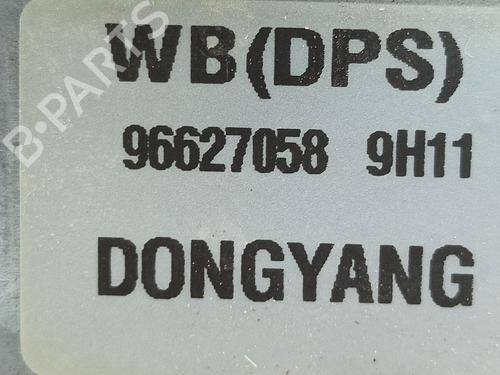 WB(DPS)
B-PARTS
96627058 9H11
DONGYANG